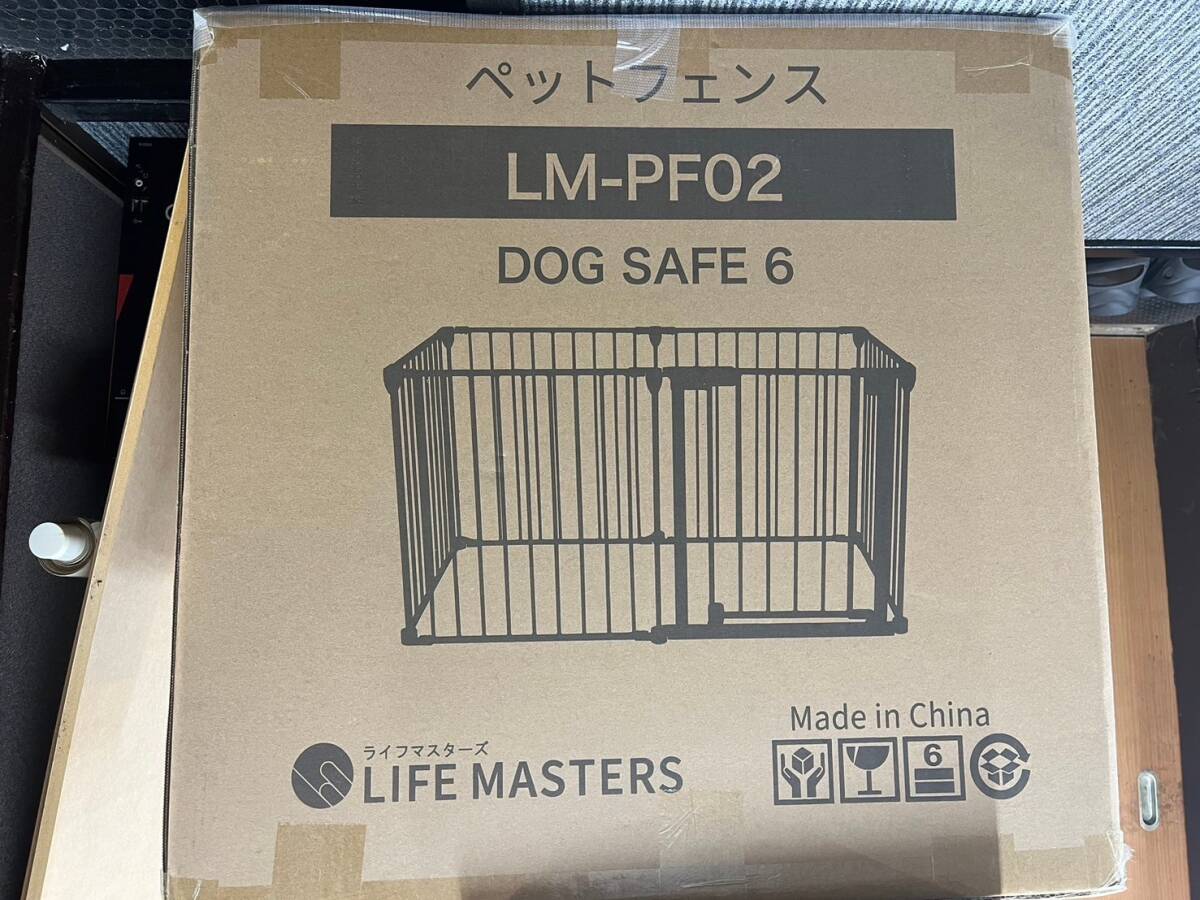 ペットフェンス
LM-PF02
DOG SAFE 6
Made in China
ライフマスターズ
LIFE MASTERS
6